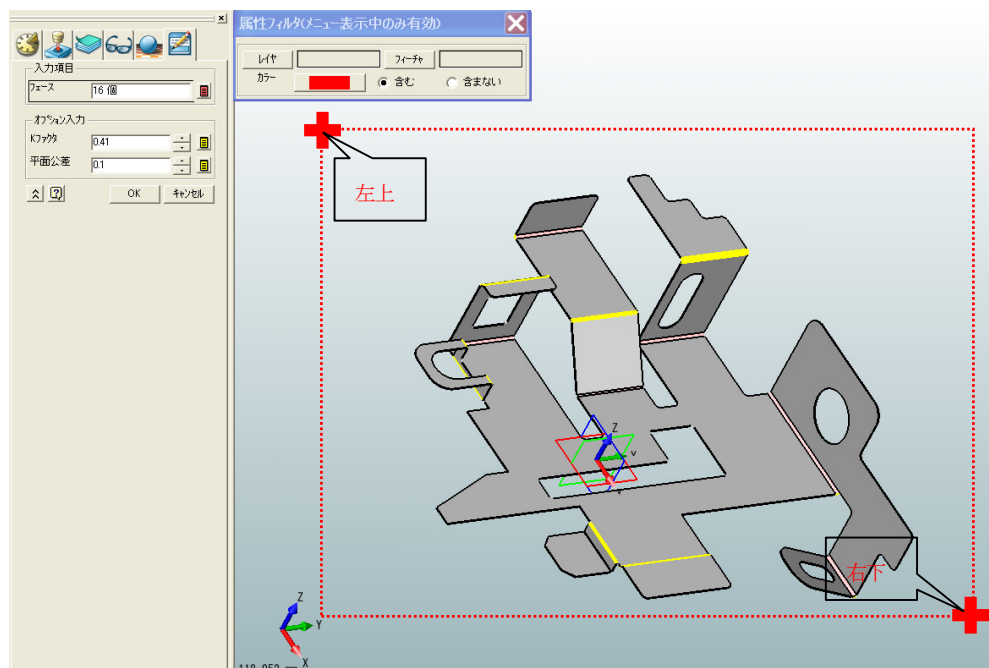 属性フィルタ(メニュー表示中のみ有効)
レイヤ
フィーチャ
カラー
含む
含まない
入力項目
フェース
16 個
オプション入力
Kファクタ
0.41
平面公差
0.1
OK
キャンセル
左上
右下
Z
Y
X
Z